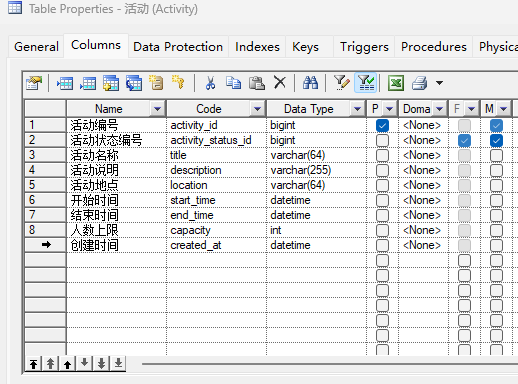 Table Properties - 活动 (Activity)
General Columns Data Protection Indexes Keys Triggers Procedures Physica
Name Code Data Type P Doma F M
1 活动编号 activity_id bigint <None>
2 活动状态编号 activity_status_id bigint <None>
3 活动名称 title varchar(64) <None>
4 活动说明 description varchar(255) <None>
5 活动地点 location varchar(64) <None>
6 开始时间 start_time datetime <None>
7 结束时间 end_time datetime <None>
8 人数上限 capacity int <None>
创建时间 created_at datetime <None>